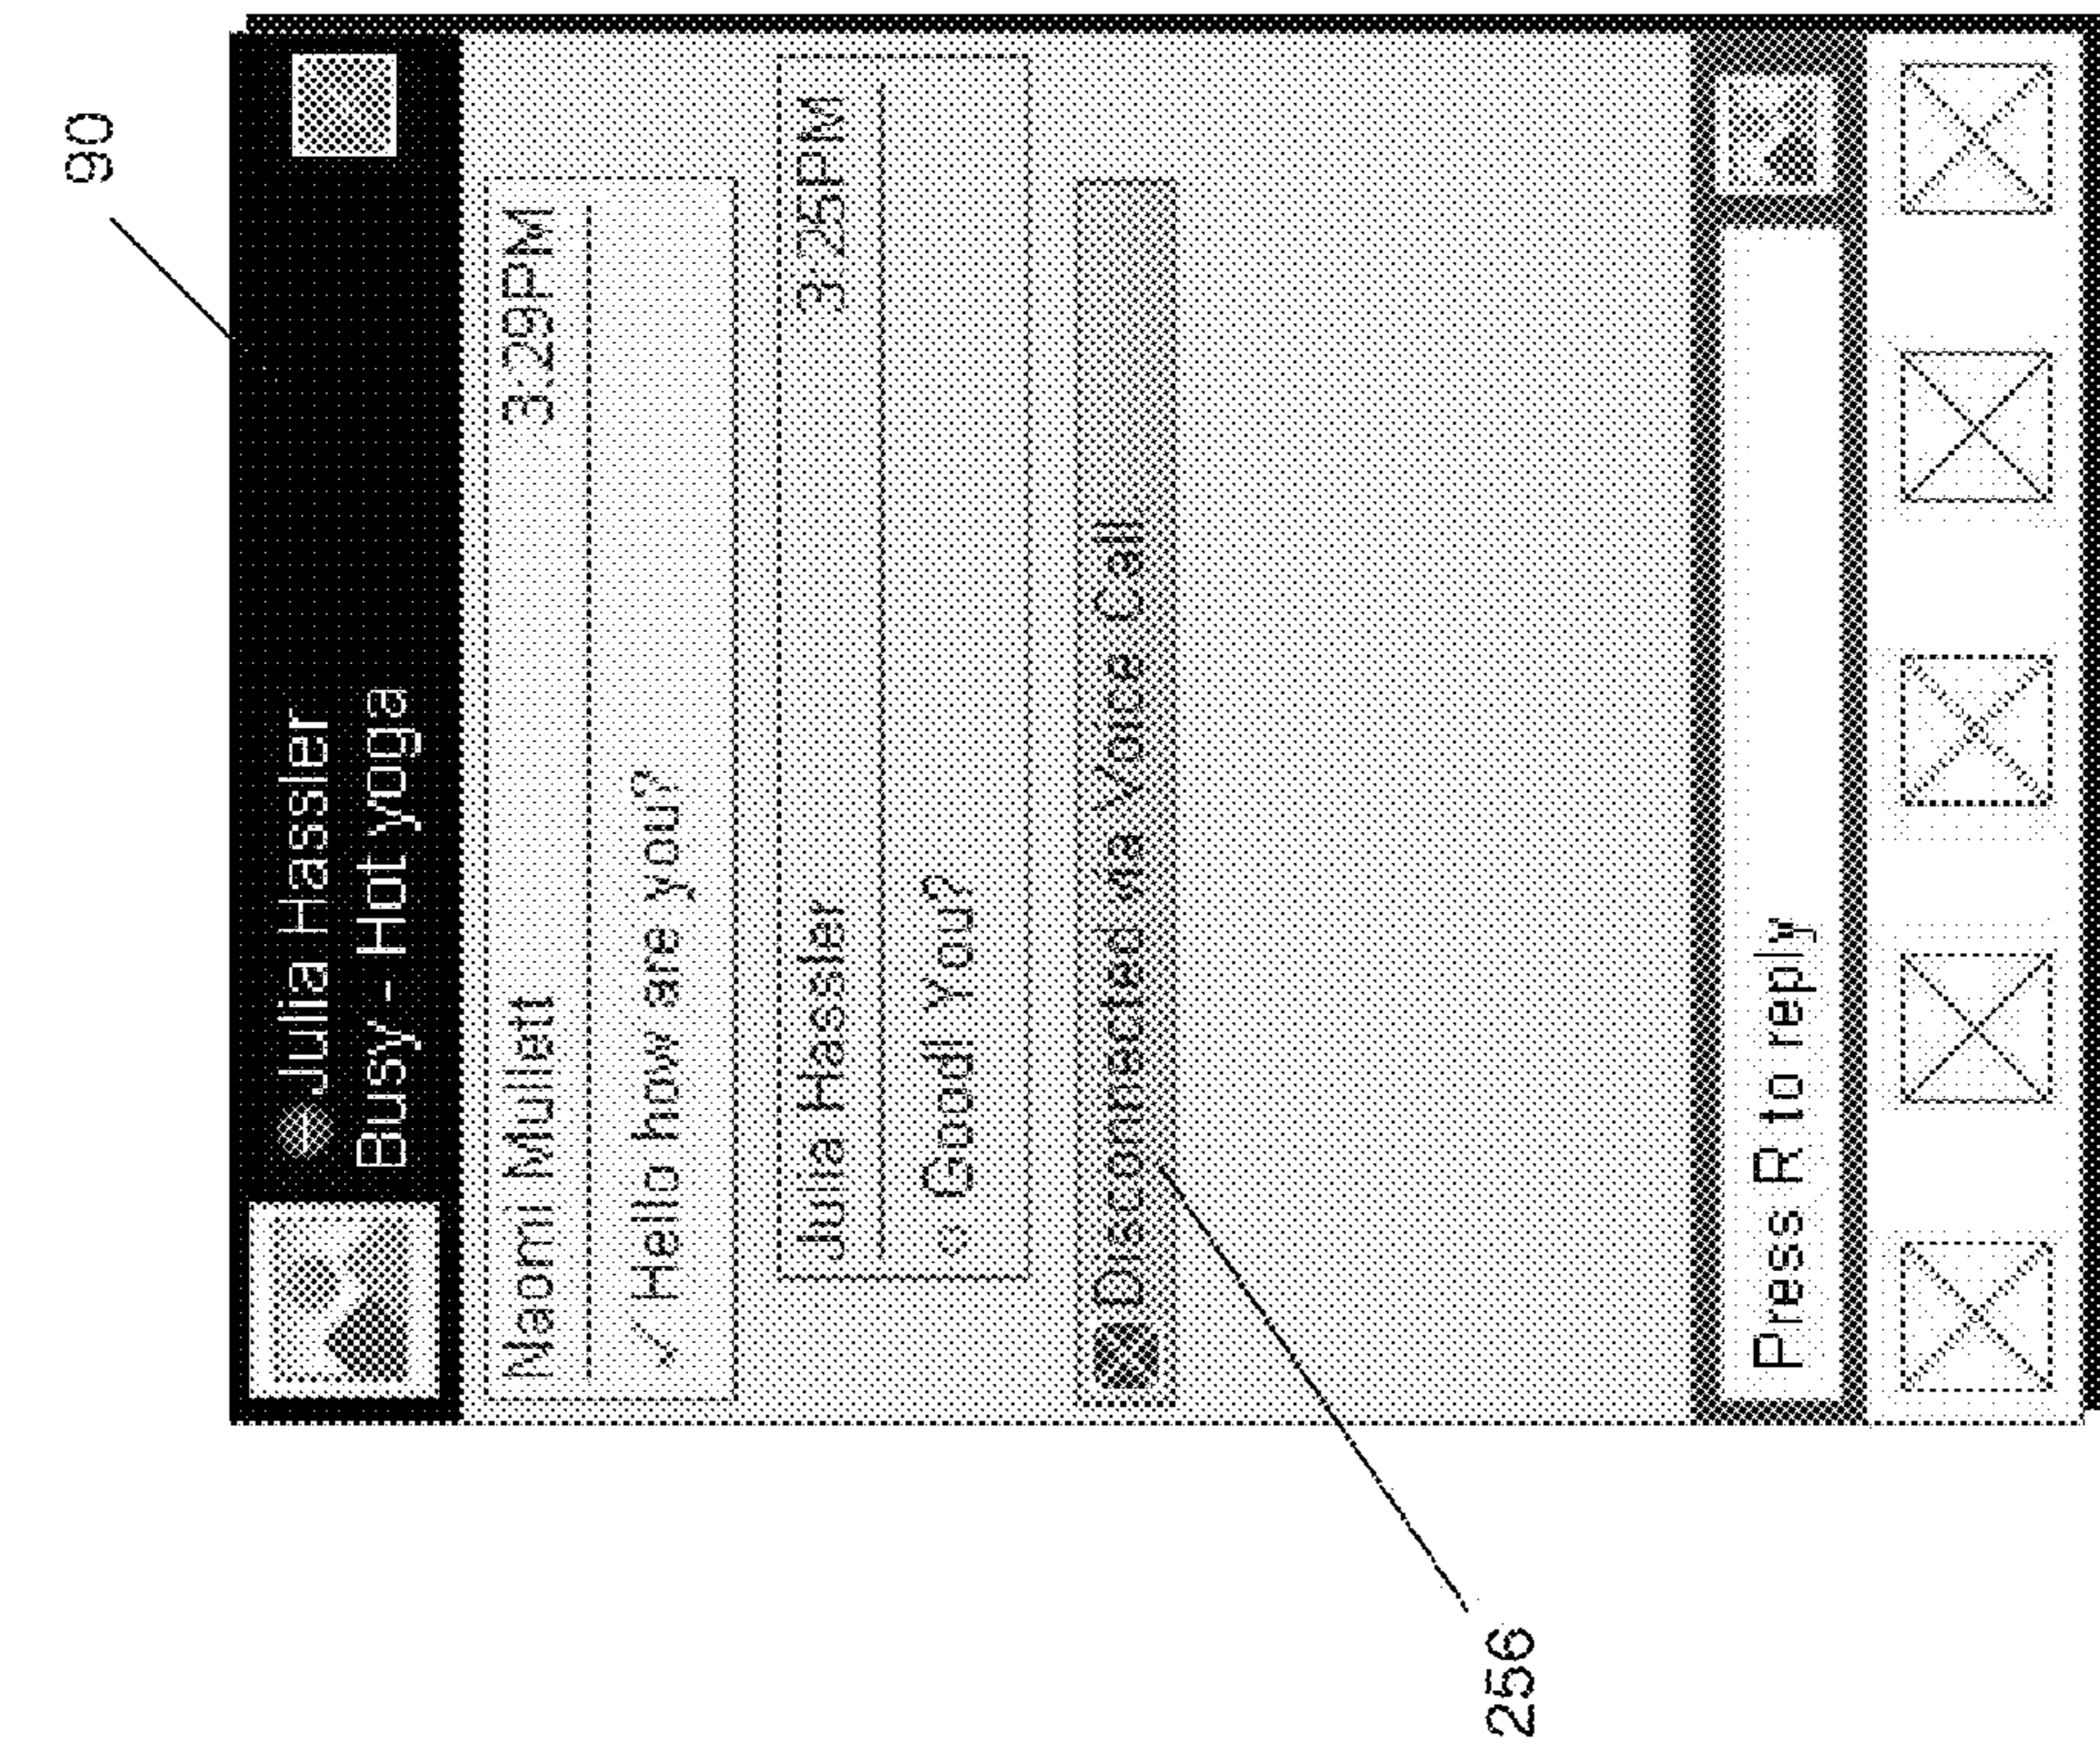 90
Julia Hassler
Busy - Hot yoga
Naomi Mullett 3:29PM
✓ Hello how are you?
Julia Hassler 3:25PM
Good! You?
Disconnected via Voice Call
Press R to reply
256